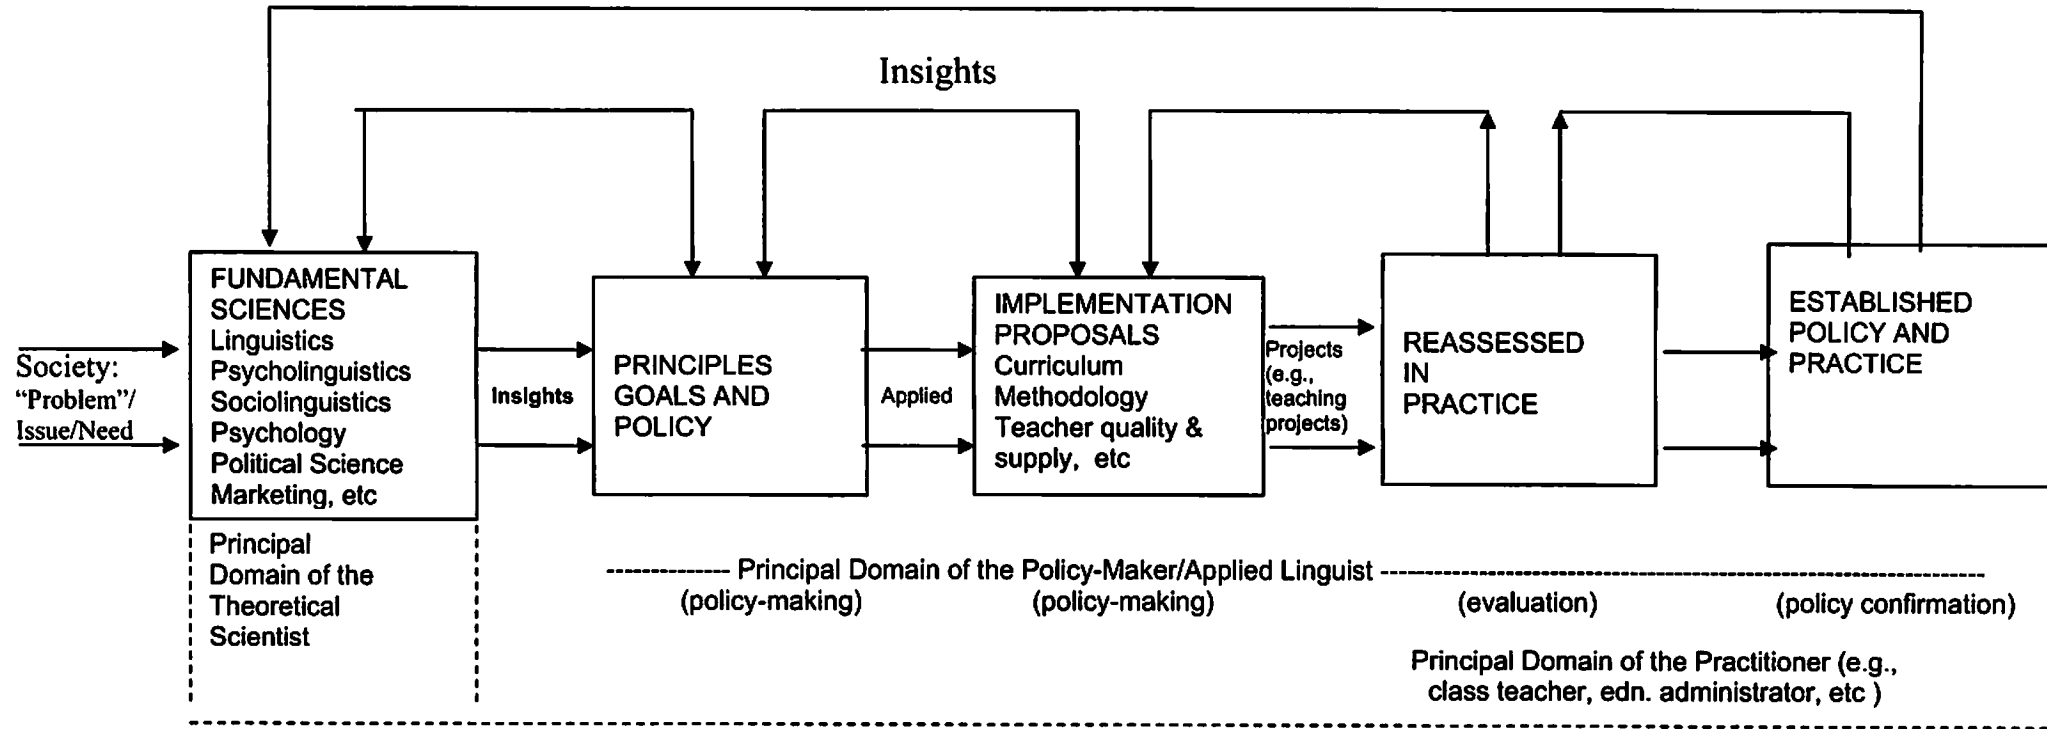 Insights
Society:
“Problem”/
Issue/Need
FUNDAMENTAL
SCIENCES
Linguistics
Psycholinguistics
Sociolinguistics
Psychology
Political Science
Marketing, etc
Insights
PRINCIPLES
GOALS AND
POLICY
Applied
IMPLEMENTATION
PROPOSALS
Curriculum
Methodology
Teacher quality &
supply, etc
Projects
(e.g.,
teaching
projects)
REASSESSED
IN
PRACTICE
ESTABLISHED
POLICY AND
PRACTICE
Principal
Domain of the
Theoretical
Scientist
Principal Domain of the Policy-Maker/Applied Linguist
(policy-making)
(policy-making)
(evaluation)
(policy confirmation)
Principal Domain of the Practitioner (e.g.,
class teacher, edn. administrator, etc )